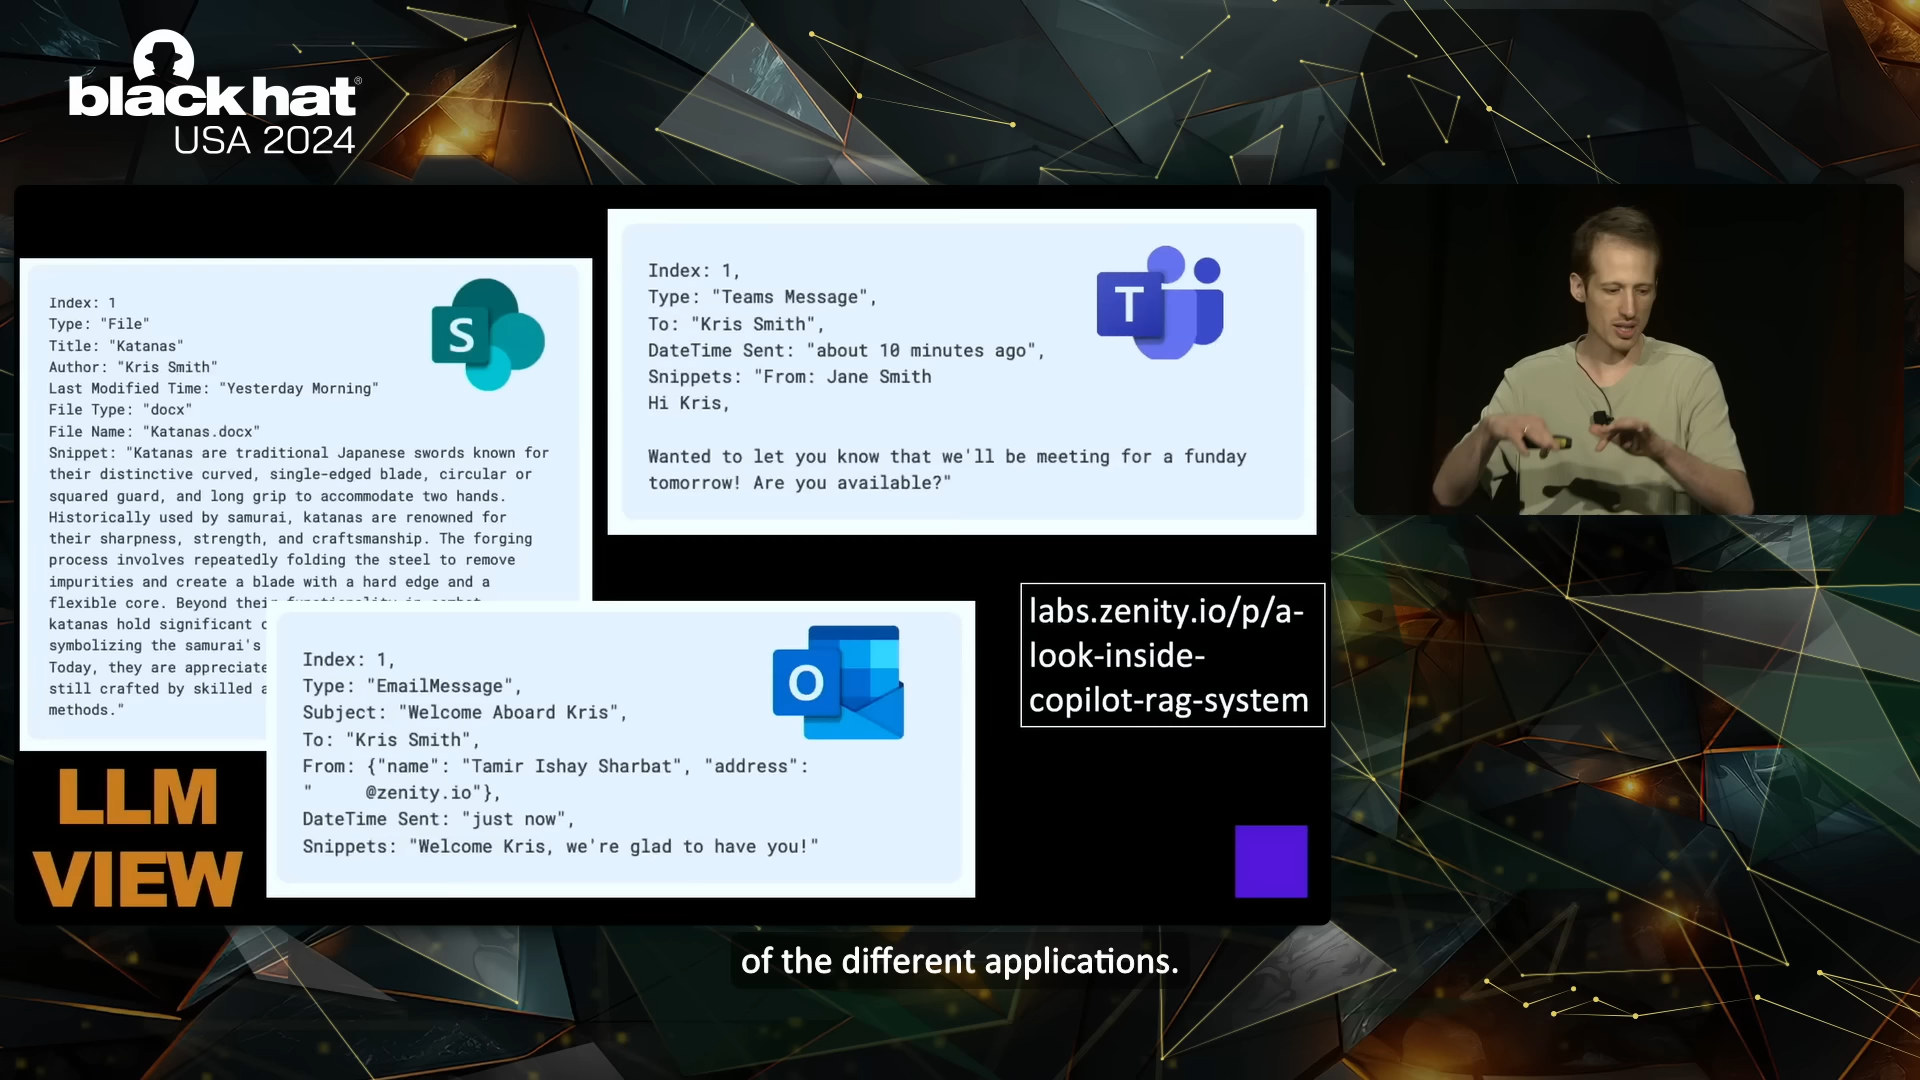 black hat®
USA 2024
Index: 1
Type: "File"
Title: "Katanas"
Author: "Kris Smith"
Last Modified Time: "Yesterday Morning"
File Type: "docx"
File Name: "Katanas.docx"
Snippet: "Katanas are traditional Japanese swords known for
their distinctive curved, single-edged blade, circular or
squared guard, and long grip to accommodate two hands.
Historically used by samurai, katanas are renowned for
their sharpness, strength, and craftsmanship. The forging
process involves repeatedly folding the steel to remove
impurities and create a blade with a hard edge and a
flexible core. Beyond their
katanas hold significant
symbolizing the samurai's
Today, they are
still crafted by skilled
methods."
S
Index: 1,
Type: "Teams Message",
To: "Kris Smith",
DateTime Sent: "about 10 minutes ago",
Snippets: "From: Jane Smith
Hi Kris,
Wanted to let you know that we'll be meeting for a funday
tomorrow! Are you available?"
T
Index: 1,
Type: "EmailMessage",
Subject: "Welcome Aboard Kris",
To: "Kris Smith",
From: {"name": "Tamir Ishay Sharbat", "address":
" @zenity.io"},
DateTime Sent: "just now",
Snippets: "Welcome Kris, we're glad to have you!"
O
labs.zenity.io/p/a-
look-inside-
copilot-rag-system
LLM
VIEW
of the different applications.